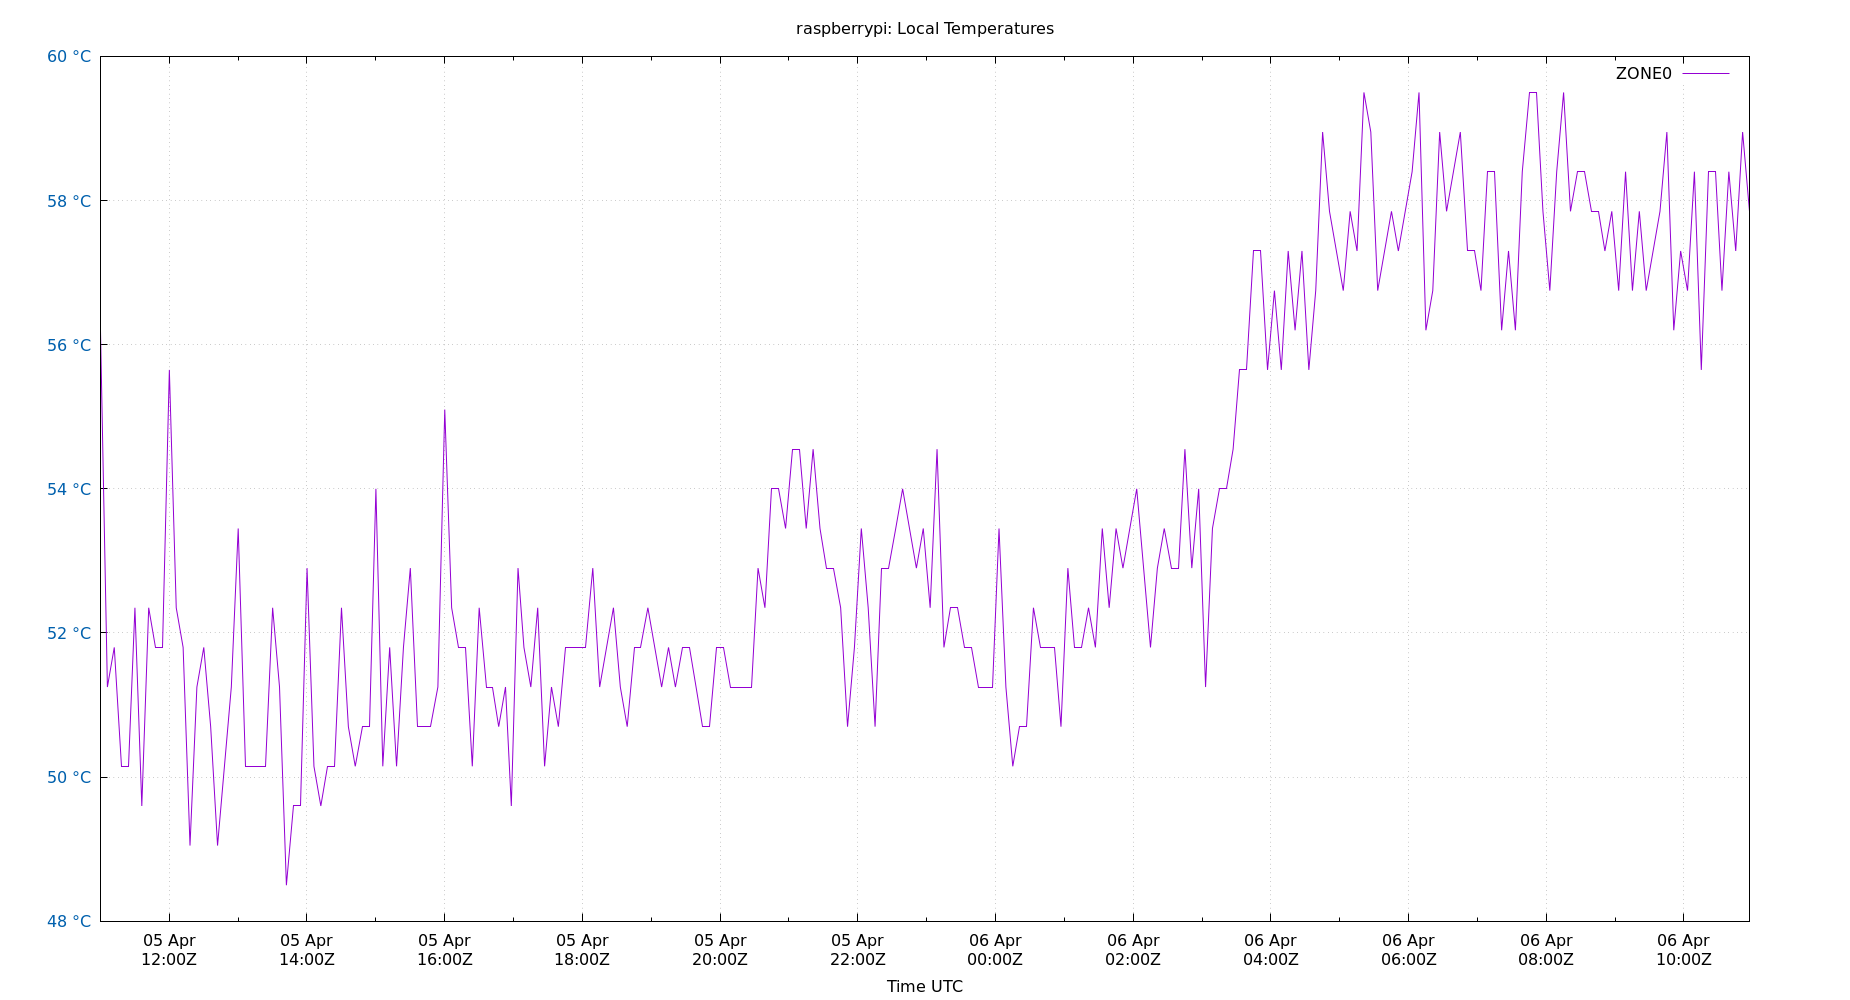 raspberrypi: Local Temperatures
60 °C
ZONE0
58 °C
56 °C
54 °C
52 °C
50 °C
48 °C
05 Apr 05 Apr 05 Apr 05 Apr 05 Apr 05 Apr 06 Apr 06 Apr 06 Apr 06 Apr 06 Apr 06 Apr
12:00Z 14:00Z 16:00Z 18:00Z 20:00Z 22:00Z 00:00Z 02:00Z 04:00Z 06:00Z 08:00Z 10:00Z
Time UTC